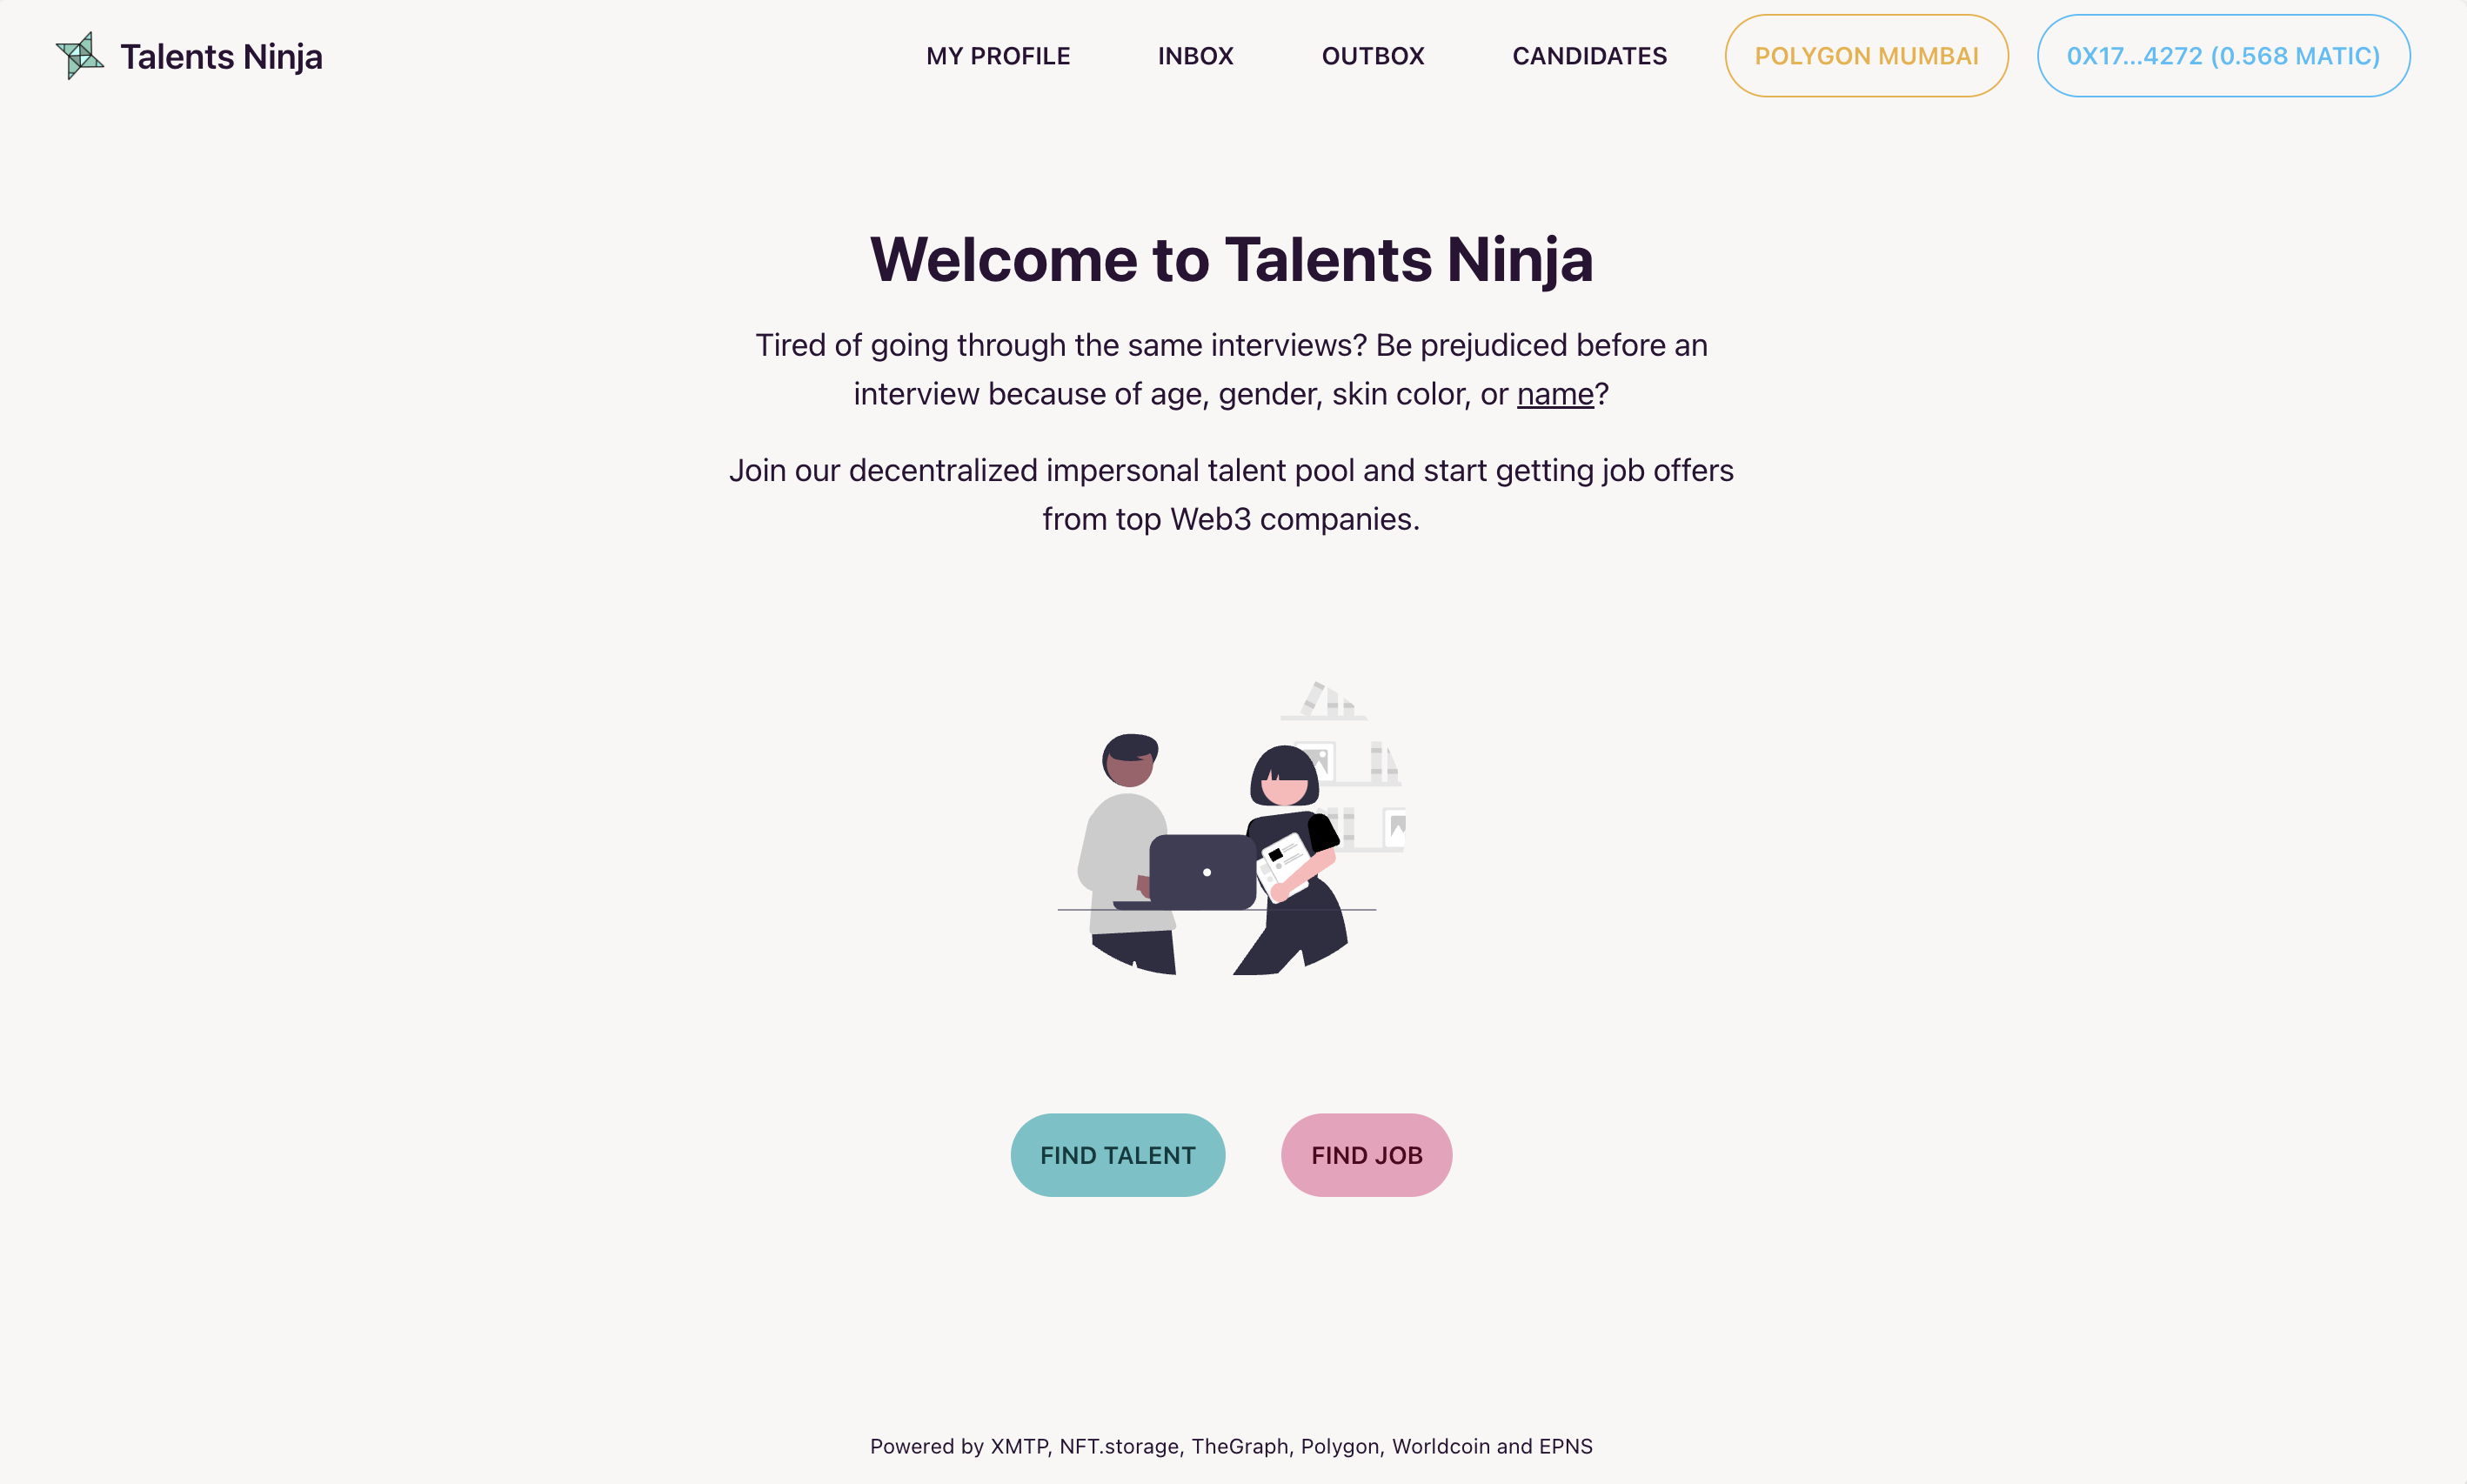 Talents Ninja
MY PROFILE
INBOX
OUTBOX
CANDIDATES
POLYGON MUMBAI
0X17...4272 (0.568 MATIC)
Welcome to Talents Ninja
Tired of going through the same interviews? Be prejudiced before an
interview because of age, gender, skin color, or name?
Join our decentralized impersonal talent pool and start getting job offers
from top Web3 companies.
FIND TALENT
FIND JOB
Powered by XMTP, NFT.storage, TheGraph, Polygon, Worldcoin and EPNS